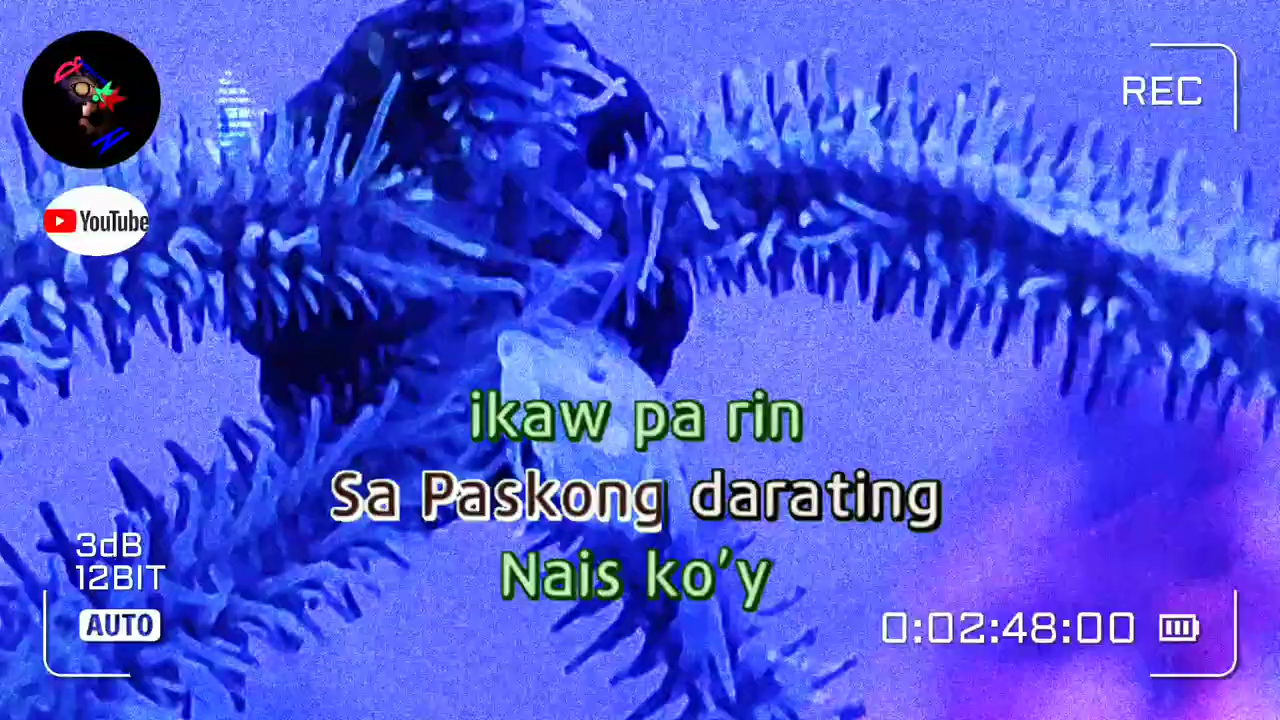 REC
YouTube
ikaw pa rin
Sa Paskong darating
Nais ko'y
3dB
12BIT
AUTO
0:02:48:00